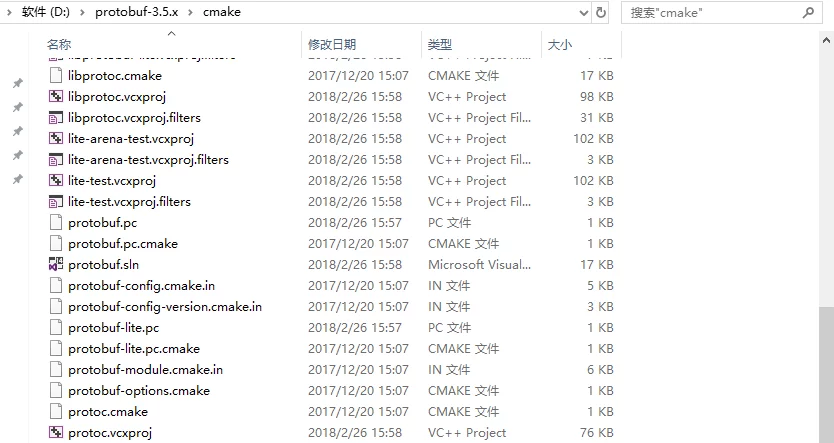 软件 (D:) protobuf-3.5.x cmake 搜索"cmake"
名称 修改日期 类型 大小
libprotoc.cmake 2017/12/20 15:07 CMAKE 文件 17 KB
libprotoc.vcxproj 2018/2/26 15:58 VC++ Project 98 KB
libprotoc.vcxproj.filters 2018/2/26 15:58 VC++ Project Fil... 31 KB
lite-arena-test.vcxproj 2018/2/26 15:58 VC++ Project 102 KB
lite-arena-test.vcxproj.filters 2018/2/26 15:58 VC++ Project Fil... 3 KB
lite-test.vcxproj 2018/2/26 15:58 VC++ Project 102 KB
lite-test.vcxproj.filters 2018/2/26 15:58 VC++ Project Fil... 3 KB
protobuf.pc 2018/2/26 15:57 PC 文件 1 KB
protobuf.pc.cmake 2017/12/20 15:07 CMAKE 文件 1 KB
protobuf.sln 2018/2/26 15:58 Microsoft Visual... 17 KB
protobuf-config.cmake.in 2017/12/20 15:07 IN 文件 5 KB
protobuf-config-version.cmake.in 2017/12/20 15:07 IN 文件 3 KB
protobuf-lite.pc 2018/2/26 15:57 PC 文件 1 KB
protobuf-lite.pc.cmake 2017/12/20 15:07 CMAKE 文件 1 KB
protobuf-module.cmake.in 2017/12/20 15:07 IN 文件 6 KB
protobuf-options.cmake 2017/12/20 15:07 CMAKE 文件 1 KB
protoc.cmake 2017/12/20 15:07 CMAKE 文件 1 KB
protoc.vcxproj 2018/2/26 15:58 VC++ Project 76 KB